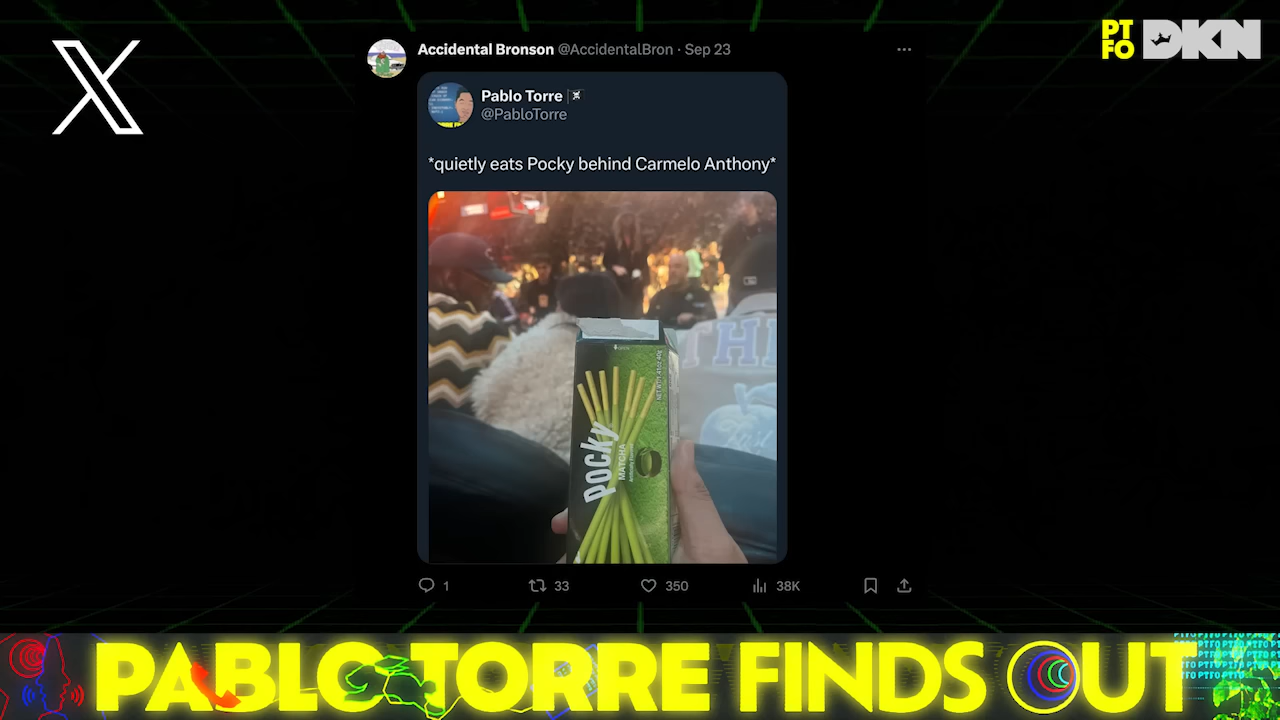 PT
FO
DKN
Accidental Bronson @AccidentalBron · Sep 23
Pablo Torre
@PabloTorre
*quietly eats Pocky behind Carmelo Anthony*
THI
pocky
MATCHA
1
33
350
38K
PABLO TORRE FINDS OUT